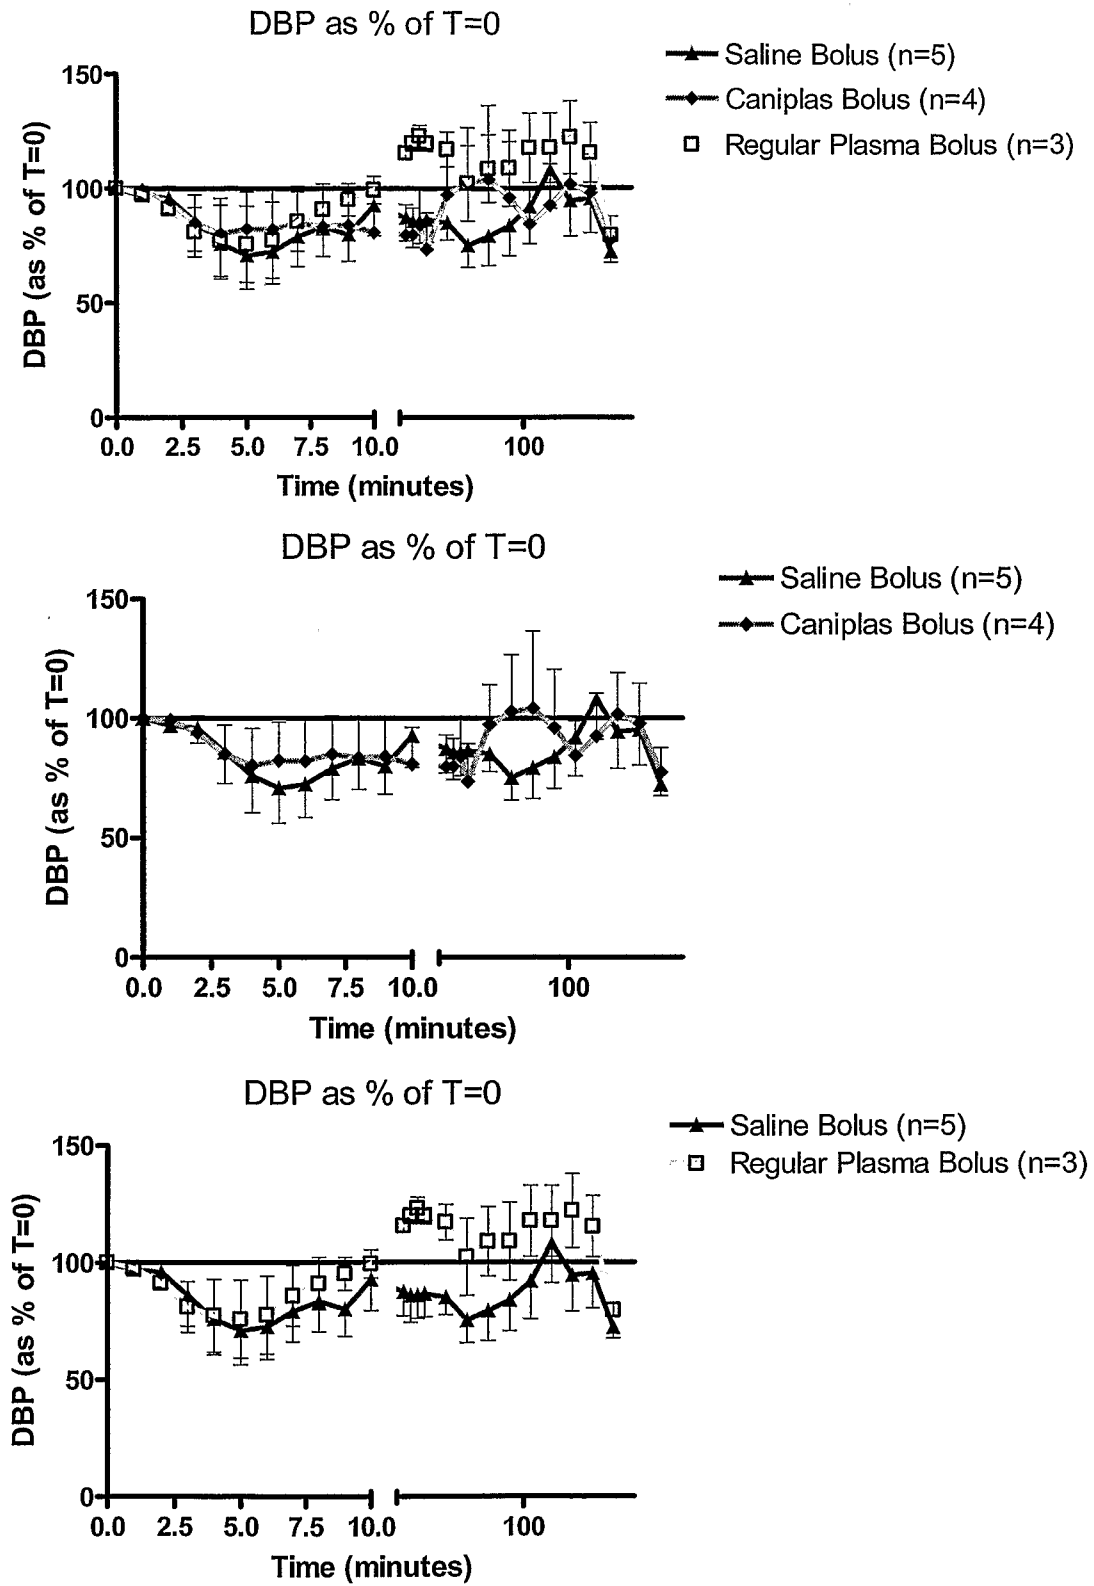 DBP as % of T=0
Saline Bolus (n=5)
Caniplas Bolus (n=4)
Regular Plasma Bolus (n=3)
DBP (as % of T=0)
150
100
50
0
0.0 2.5 5.0 7.5 10.0 100
Time (minutes)
DBP as % of T=0
Saline Bolus (n=5)
Caniplas Bolus (n=4)
DBP (as % of T=0)
150
100
50
0
0.0 2.5 5.0 7.5 10.0 100
Time (minutes)
DBP as % of T=0
Saline Bolus (n=5)
Regular Plasma Bolus (n=3)
DBP (as % of T=0)
150
100
50
0
0.0 2.5 5.0 7.5 10.0 100
Time (minutes)